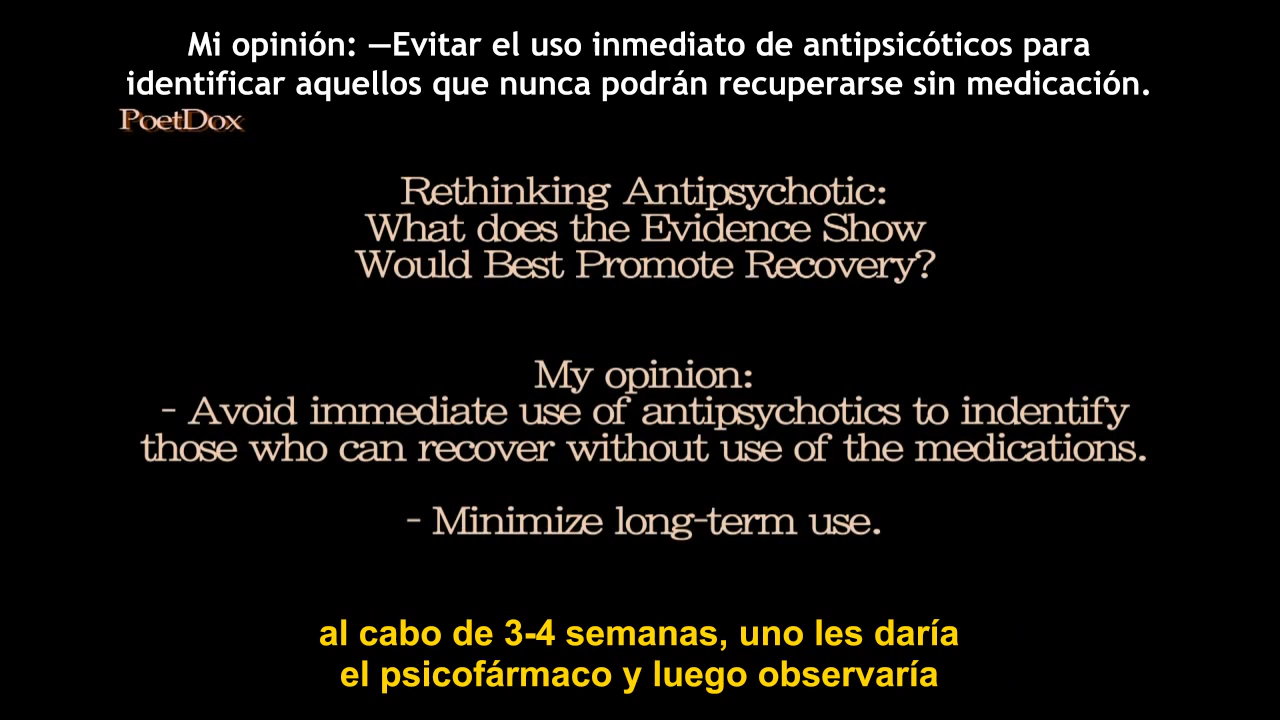 Mi opinión: —Evitar el uso inmediato de antipsicóticos para
identificar aquellos que nunca podrán recuperarse sin medicación.
PoetDox
Rethinking Antipsychotic:
What does the Evidence Show
Would Best Promote Recovery?
My opinion:
- Avoid immediate use of antipsychotics to indentify
those who can recover without use of the medications.
- Minimize long-term use.
al cabo de 3-4 semanas, uno les daría
el psicofármaco y luego observaría